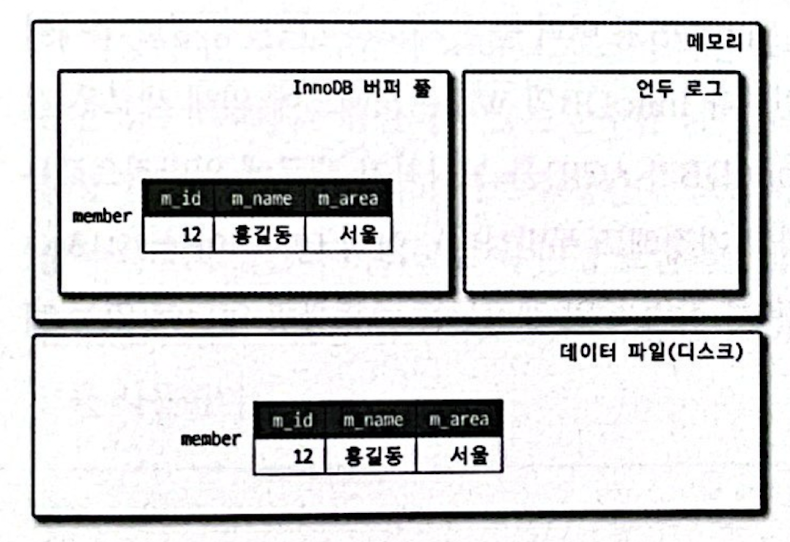 메모리
InnoDB 버퍼 풀
언두 로그
m_id m_name m_area
member
12 홍길동 서울
데이터 파일(디스크)
m_id m_name m_area
member
12 홍길동 서울